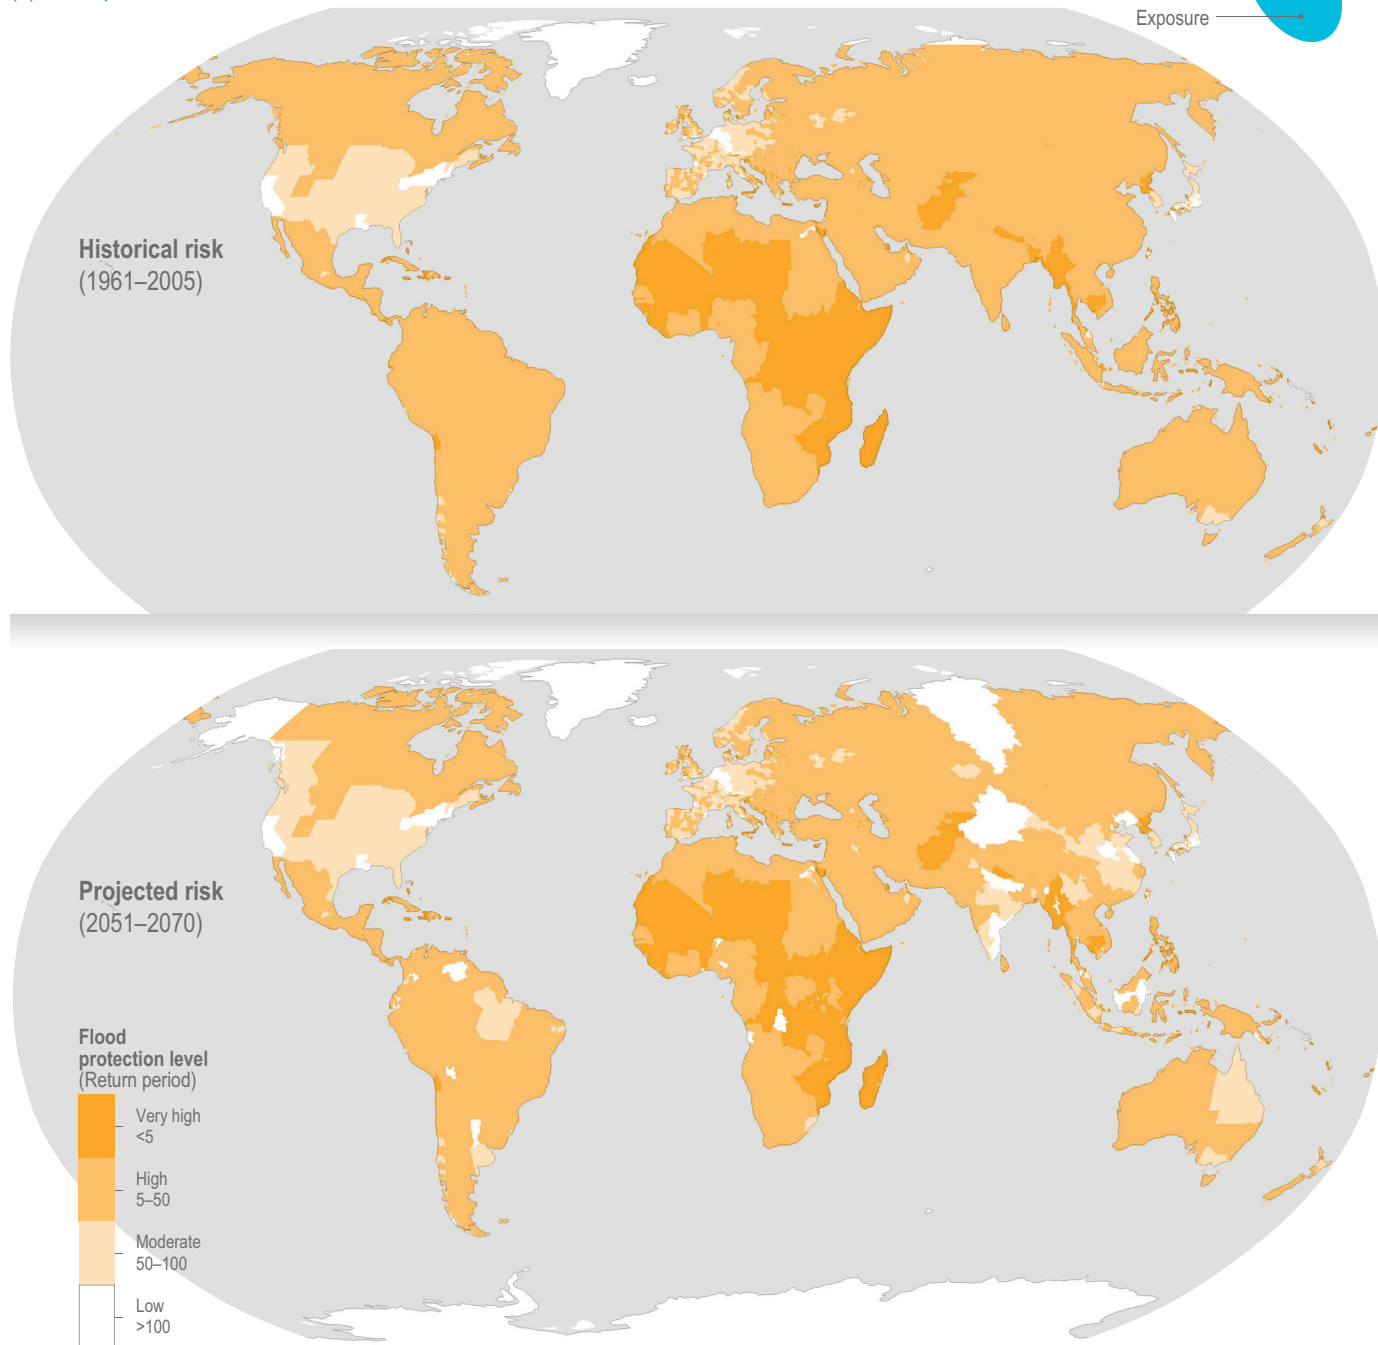 Exposure
Historical risk
(1961–2005)
Projected risk
(2051–2070)
Flood
protection level
(Return period)
Very high
<5
High
5–50
Moderate
50–100
Low
>100